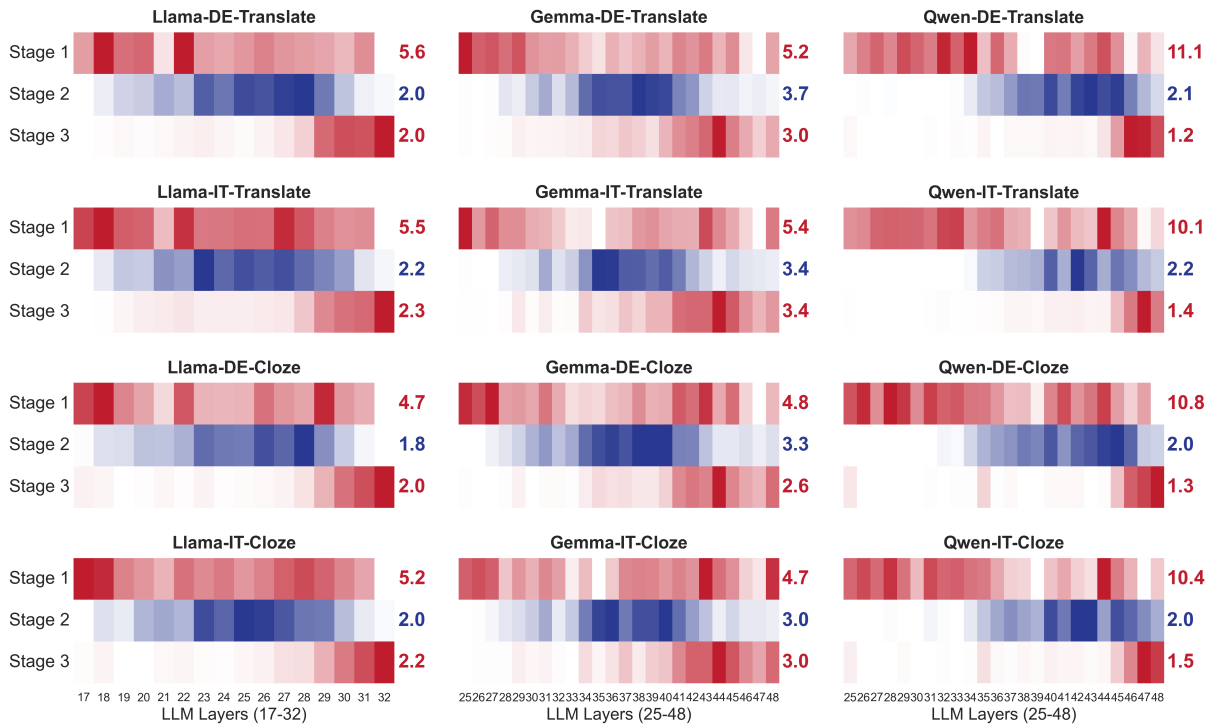 Llama-DE-Translate
Gemma-DE-Translate
Qwen-DE-Translate
Stage 1 5.6 5.2 11.1
Stage 2 2.0 3.7 2.1
Stage 3 2.0 3.0 1.2
Llama-IT-Translate
Gemma-IT-Translate
Qwen-IT-Translate
Stage 1 5.5 5.4 10.1
Stage 2 2.2 3.4 2.2
Stage 3 2.3 3.4 1.4
Llama-DE-Cloze
Gemma-DE-Cloze
Qwen-DE-Cloze
Stage 1 4.7 4.8 10.8
Stage 2 1.8 3.3 2.0
Stage 3 2.0 2.6 1.3
Llama-IT-Cloze
Gemma-IT-Cloze
Qwen-IT-Cloze
Stage 1 5.2 4.7 10.4
Stage 2 2.0 3.0 2.0
Stage 3 2.2 3.0 1.5
17 18 19 20 21 22 23 24 25 26 27 28 29 30 31 32
25 26 27 28 29 30 31 32 33 34 35 36 37 38 39 40 41 42 43 44 45 46 47 48
25 26 27 28 29 30 31 32 33 34 35 36 37 38 39 40 41 42 43 44 45 46 47 48
LLM Layers (17-32)
LLM Layers (25-48)
LLM Layers (25-48)